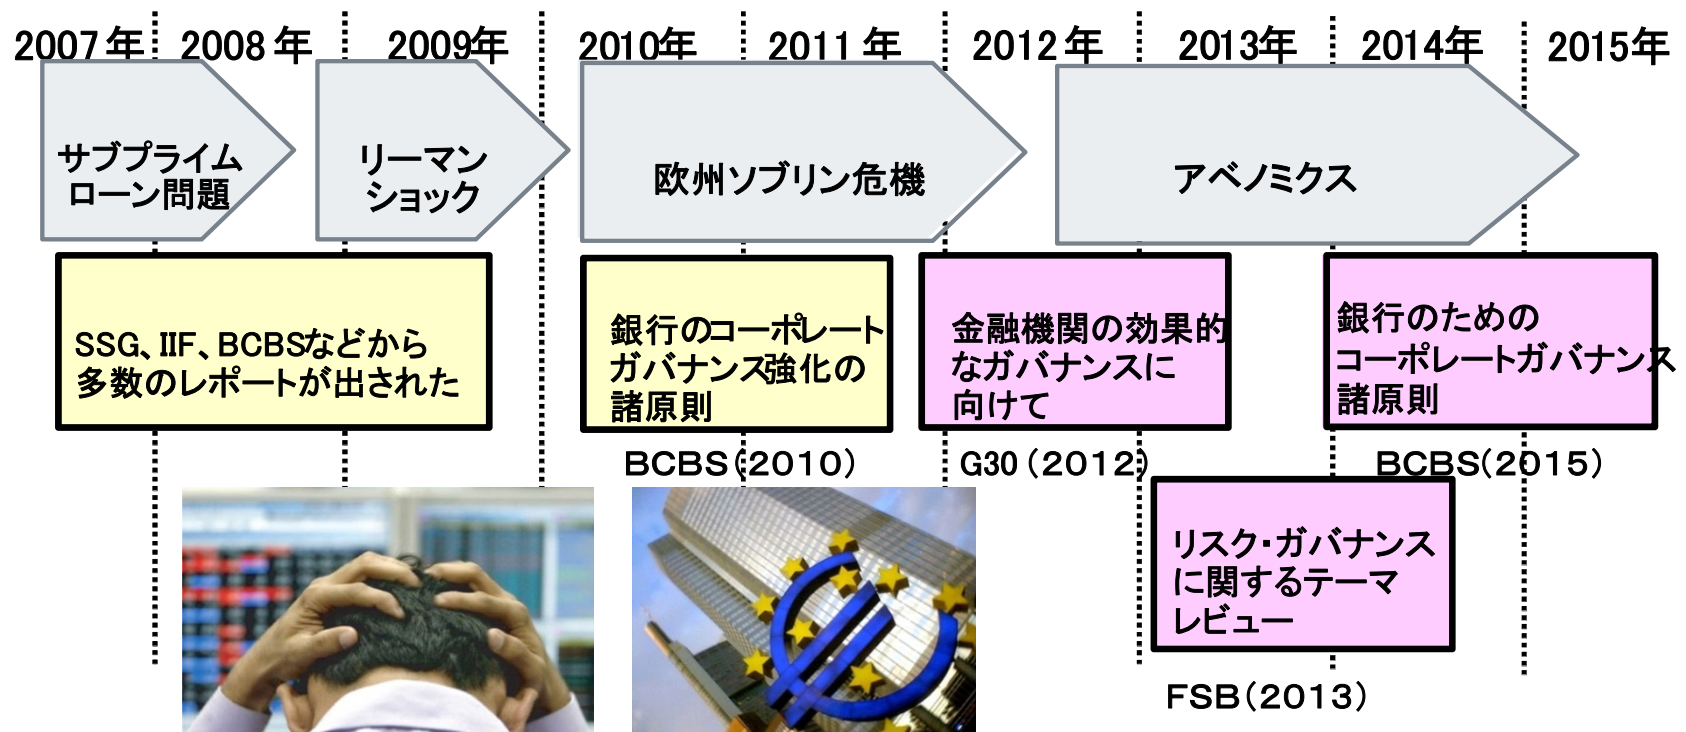 2007年 2008年 2009年 2010年 2011年 2012年 2013年 2014年 2015年
サブプライム
ローン問題
リーマン
ショック
欧州ソブリン危機
アベノミクス
SSG、IIF、BCBSなどから
多数のレポートが出された
銀行のコーポレート
ガバナンス強化の
諸原則
BCBS(2010)
金融機関の効果的
なガバナンスに
向けて
G30(2012)
銀行のための
コーポレートガバナンス
諸原則
BCBS(2015)
リスク・ガバナンス
に関するテーマ
レビュー
FSB(2013)